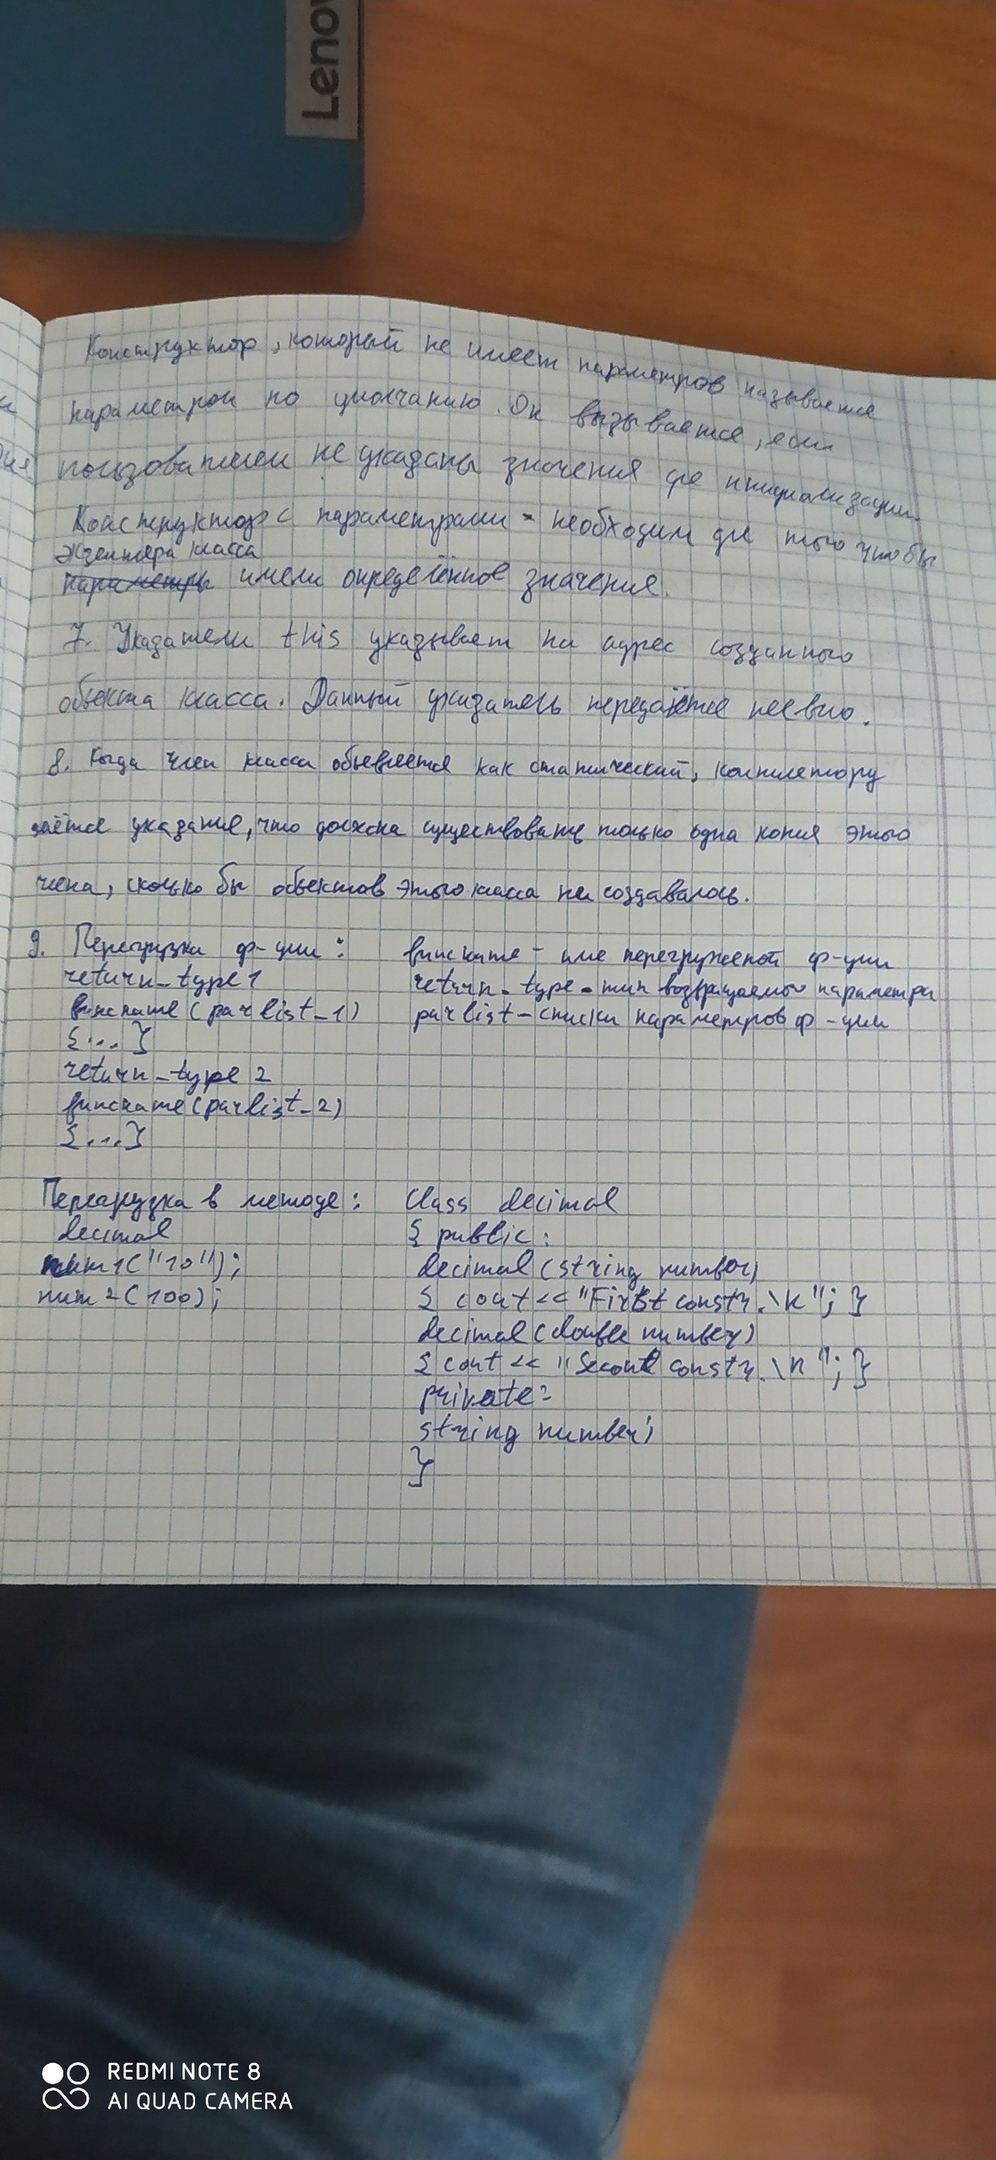 Lenov
Конструктор, который не имеет параметров называется
параметром по умолчанию. Он вызывается, если
пользователем не указаны значения для инициализации.
Конструктор с параметрами - необходим для того чтобы
экземпляра класса
параметры имели определённое значение.
7. Указатели this указывает на адрес созданного
объекта класса. Данный указатель передаётся неявно.
8. Когда член класса объявляется как статический, компилятору
даётся указание, что должна существовать только одна копия этого
члена, сколько бы объектов этого класса не создавалось.
9. Перегрузка ф-ции:
return_type1
funcname (parlist_1)
{...}
return_type 2
funcname (parlist_2)
{...}
funcname - имя перегруженой ф-ции
return_type - тип возвращаемого параметра
parlist - списки параметров ф-ции
Перегрузка в методе:
decimal
num1("10");
num2(100);
Class decimal
{ public:
decimal (string number)
{ cout << "First constr.\n"; }
decimal (double number)
{ cout << "Second constr.\n"; }
private:
string number;
}
REDMI NOTE 8
AI QUAD CAMERA